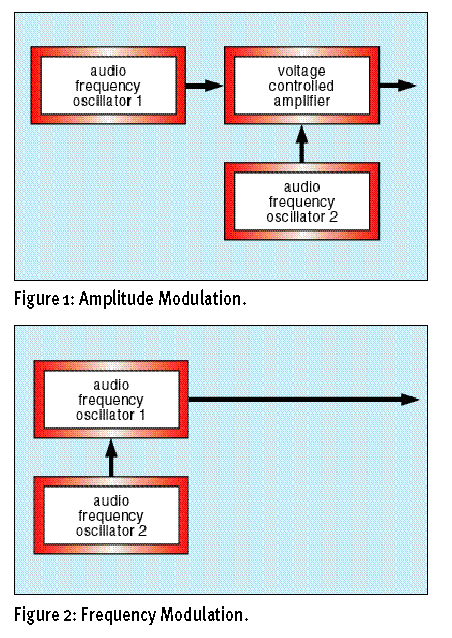 audio
frequency
oscillator 1
voltage
controlled
amplifier
audio
frequency
oscillator 2
Figure 1: Amplitude Modulation.
audio
frequency
oscillator 1
audio
frequency
oscillator 2
Figure 2: Frequency Modulation.